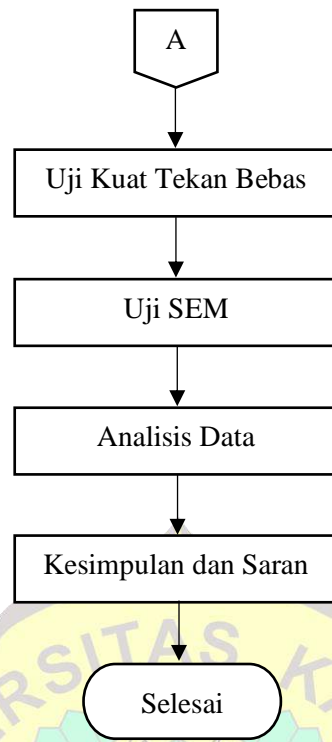 A
Uji Kuat Tekan Bebas
Uji SEM
Analisis Data
Kesimpulan dan Saran
Selesai